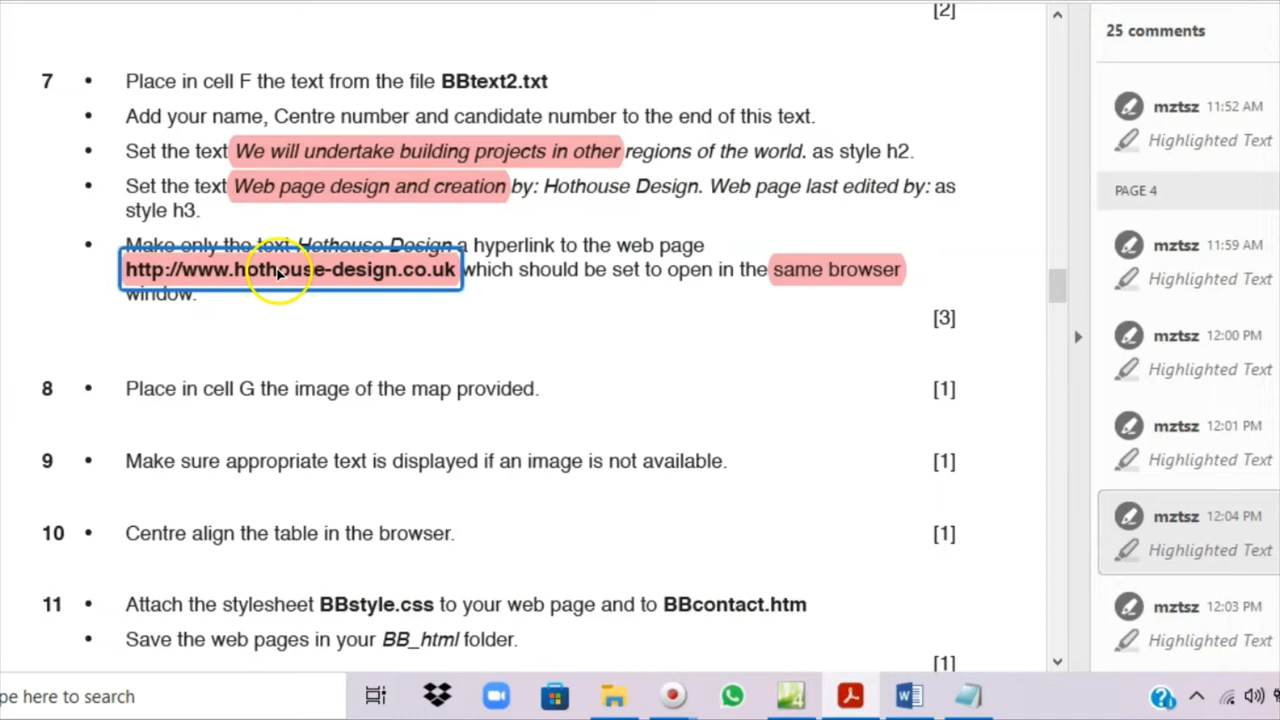 [2]
25 comments
7 • Place in cell F the text from the file BBtext2.txt
• Add your name, Centre number and candidate number to the end of this text.
• Set the text We will undertake building projects in other regions of the world. as style h2.
• Set the text Web page design and creation by: Hothouse Design. Web page last edited by: as
style h3.
• Make only the text Hothouse Design a hyperlink to the web page
http://www.hothouse-design.co.uk which should be set to open in the same browser
window.
[3]
8 • Place in cell G the image of the map provided. [1]
9 • Make sure appropriate text is displayed if an image is not available. [1]
10 • Centre align the table in the browser. [1]
11 • Attach the stylesheet BBstyle.css to your web page and to BBcontact.htm
• Save the web pages in your BB_html folder.
[1]
mztsz 11:52 AM
Highlighted Text
PAGE 4
mztsz 11:59 AM
Highlighted Text
mztsz 12:00 PM
Highlighted Text
mztsz 12:01 PM
Highlighted Text
mztsz 12:04 PM
Highlighted Text
mztsz 12:03 PM
Highlighted Text
pe here to search